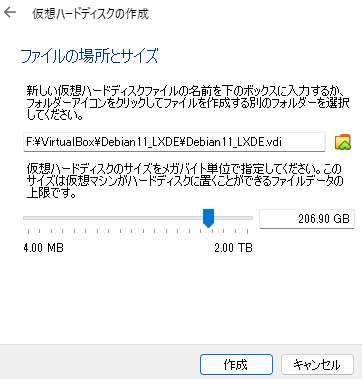 仮想ハードディスクの作成
ファイルの場所とサイズ
新しい仮想ハードディスクファイルの名前を下のボックスに入力するか、
フォルダーアイコンをクリックしてファイルを作成する別のフォルダーを選択
してください。
F:¥VirtualBox¥Debian11_LXDE¥Debian11_LXDE.vdi
仮想ハードディスクのサイズをメガバイト単位で指定してください。この
サイズは仮想マシンがハードディスクに置くことができるファイルデータの
上限です。
206.90 GB
4.00 MB 2.00 TB
作成 キャンセル